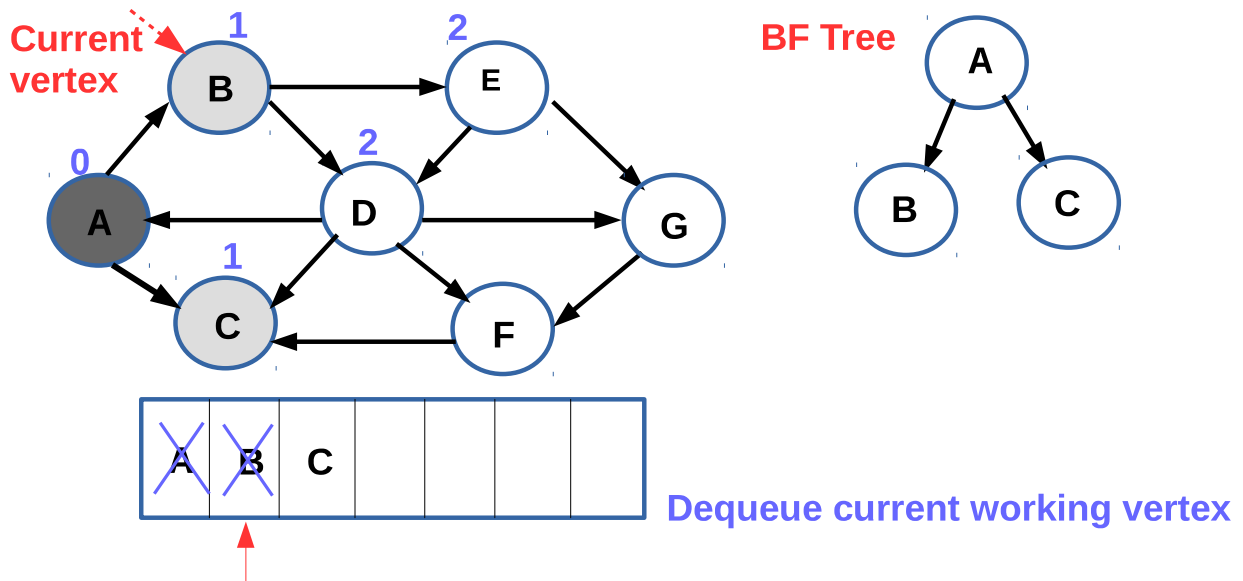 Current
vertex
1
2
BF Tree
A
B
E
B
C
0
2
A
D
G
1
C
F
A B C
Dequeue current working vertex